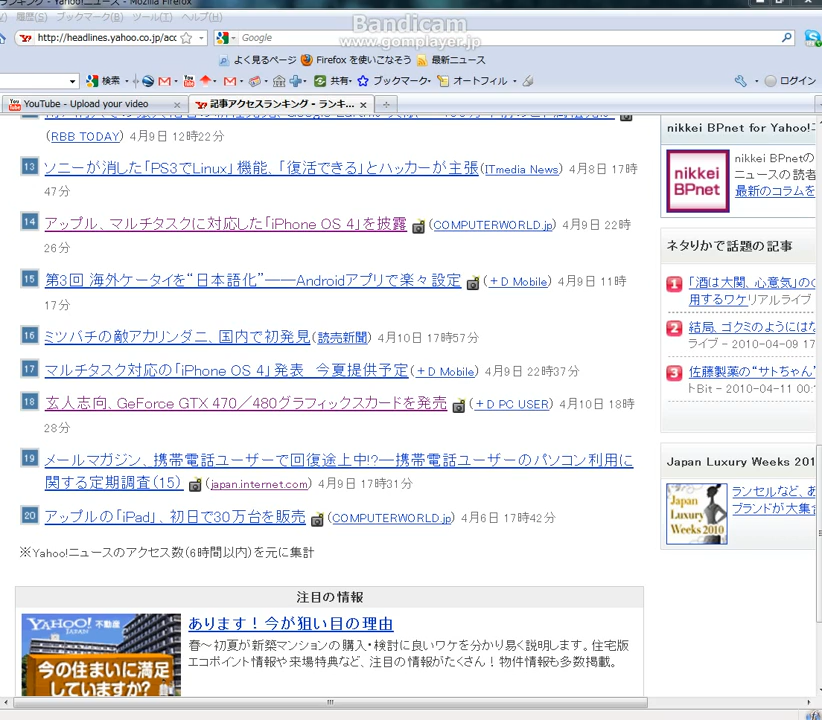 ランキング - Yahoo!ニュース - Mozilla Firefox
履歴(S) ブックマーク(B) ツール(T) ヘルプ(H)
Bandicam
www.gomplayer.jp
http://headlines.yahoo.co.jp/acc
Google
よく見るページ Firefox を使いこなそう 最新ニュース
検索 共有 ブックマーク オートフィル ログイン
YouTube - Upload your video
記事アクセスランキング - ランキ...
(RBB TODAY) 4月9日 12時22分
13 ソニーが消した「PS3でLinux」機能、「復活できる」とハッカーが主張(ITmedia News) 4月8日 17時
47分
14 アップル、マルチタスクに対応した「iPhone OS 4」を披露 (COMPUTERWORLD.jp) 4月9日 22時
26分
15 第3回 海外ケータイを“日本語化”――Androidアプリで楽々設定 (+D Mobile) 4月9日 11時
17分
16 ミツバチの敵アカリンダニ、国内で初発見(読売新聞) 4月10日 17時57分
17 マルチタスク対応の「iPhone OS 4」発表 今夏提供予定(+D Mobile) 4月9日 22時37分
18 玄人志向、GeForce GTX 470/480グラフィックスカードを発売 (+D PC USER) 4月10日 18時
28分
19 メールマガジン、携帯電話ユーザーで回復途上中!?―携帯電話ユーザーのパソコン利用に
関する定期調査(15) (japan.internet.com) 4月9日 17時31分
20 アップルの「iPad」、初日で30万台を販売 (COMPUTERWORLD.jp) 4月6日 17時42分
※Yahoo!ニュースのアクセス数(6時間以内)を元に集計
注目の情報
YAHOO! 不動産
JAPAN
今の住まいに満足
していますか?
あります!今が狙い目の理由
春~初夏が新築マンションの購入・検討に良いワケを分かり易く説明します。住宅版
エコポイント情報や来場特典など、注目の情報がたくさん!物件情報も多数掲載。
nikkei BPnet for Yahoo!ニ
nikkei
BPnet
nikkei BPnetの
ニュースの読者
最新のコラムを
ネタりかで話題の記事
1 「酒は大関、心意気」の
用するワケリアルライブ
2 結局、ゴクミのようには
ライブ - 2010-04-09 17
3 佐藤製薬の“サトちゃん”
トBit - 2010-04-11 00:
Japan Luxury Weeks 201
Japan
Luxury
Weeks 2010
ランセルなど、
ブランドが大集